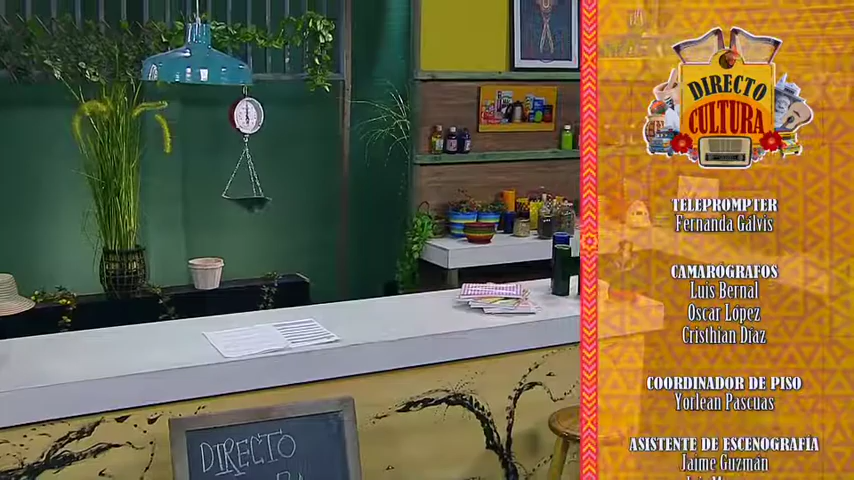 DIRECTO
CULTURA
TELEPROMPTER
Fernanda Galvis
CAMARÓGRAFOS
Luis Bernal
Oscar López
Cristhian Díaz
COORDINADOR DE PISO
Yorlean Pascuas
ASISTENTE DE ESCENOGRAFIA
Jaime Guzmán
DIRECTO